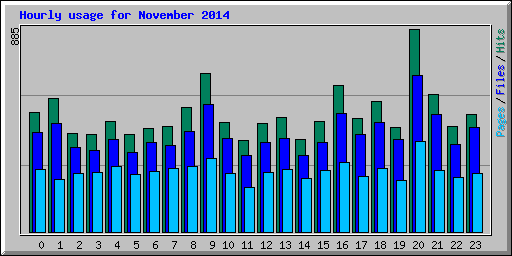 Hourly usage for November 2014
885
Pages / Files / Hits
0 1 2 3 4 5 6 7 8 9 10 11 12 13 14 15 16 17 18 19 20 21 22 23